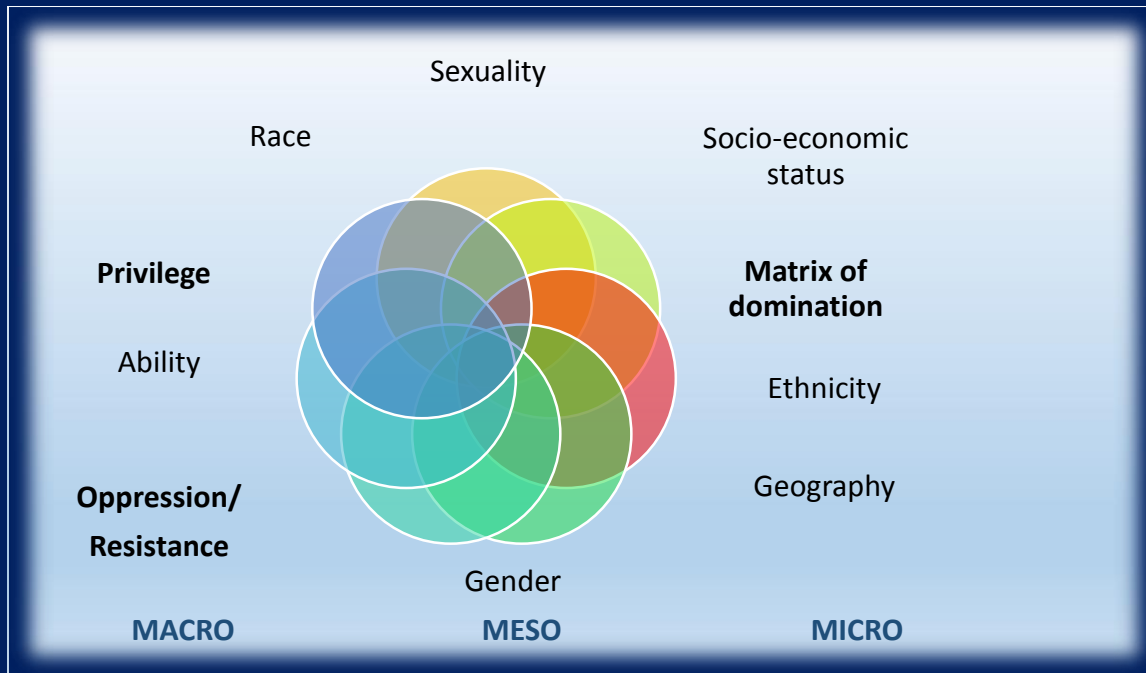 Sexuality
Race
Socio-economic
status
Privilege
Matrix of
domination
Ability
Ethnicity
Geography
Oppression/
Resistance
Gender
MACRO
MESO
MICRO